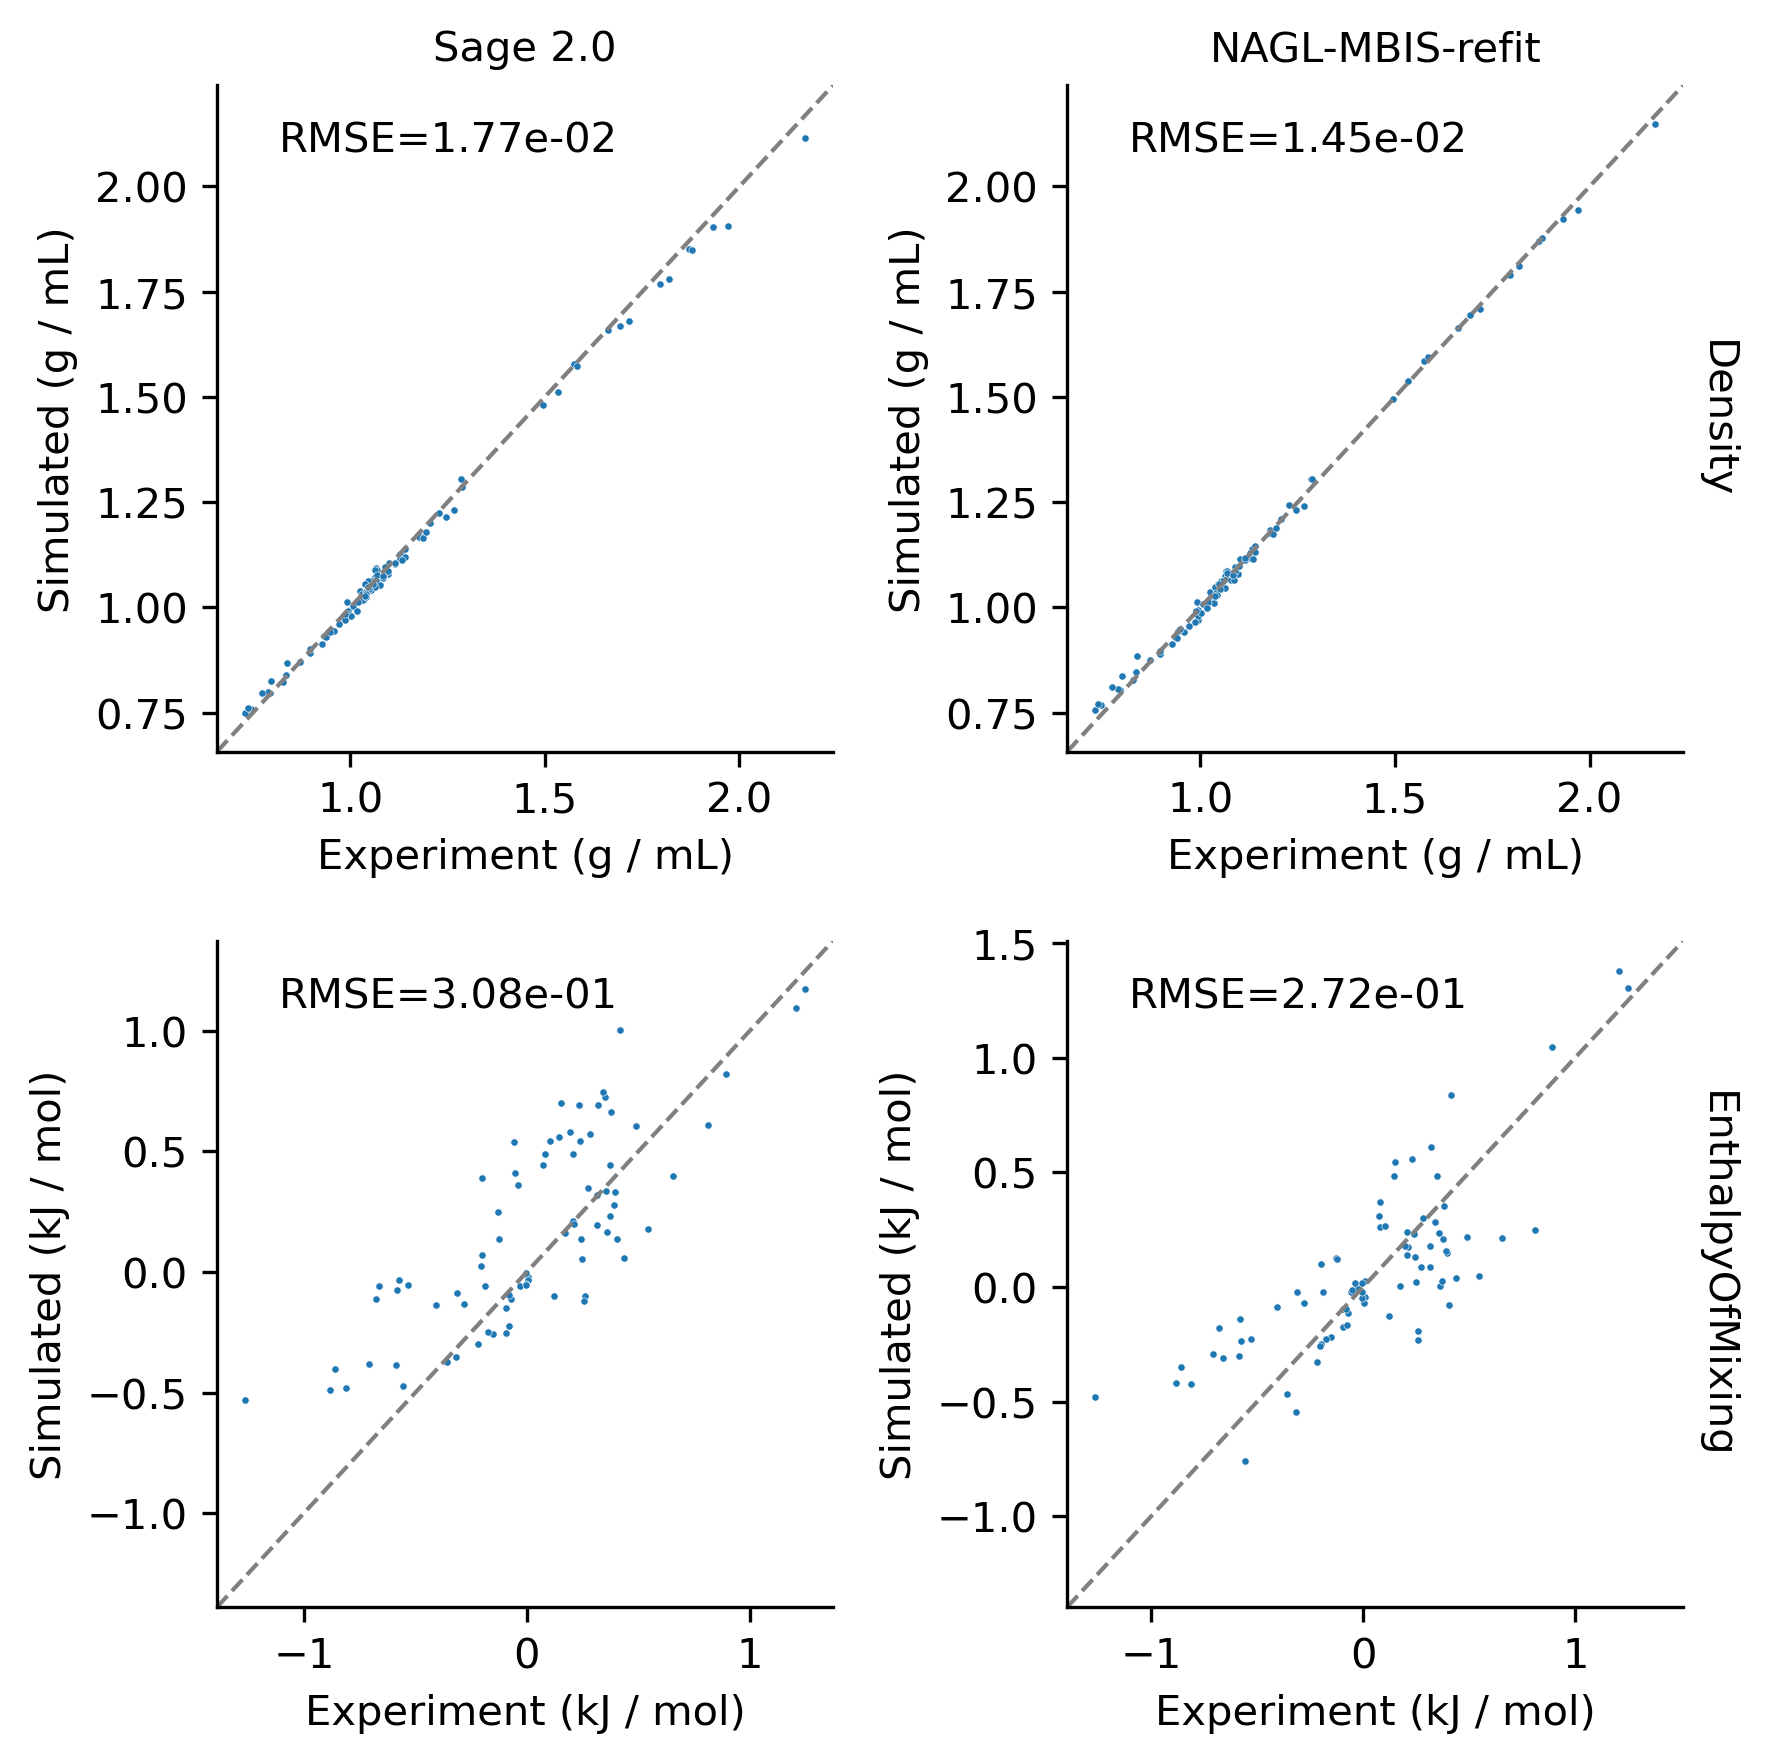 Sage 2.0
NAGL-MBIS-refit
RMSE=1.77e-02
2.00
1.75
1.50
1.25
1.00
0.75
Simulated (g / mL)
1.0 1.5 2.0
Experiment (g / mL)
RMSE=1.45e-02
2.00
1.75
1.50
1.25
1.00
0.75
Simulated (g / mL)
1.0 1.5 2.0
Experiment (g / mL)
Density
RMSE=3.08e-01
1.0
0.5
0.0
−0.5
−1.0
Simulated (kJ / mol)
−1 0 1
Experiment (kJ / mol)
RMSE=2.72e-01
1.5
1.0
0.5
0.0
−0.5
−1.0
Simulated (kJ / mol)
−1 0 1
Experiment (kJ / mol)
EnthalpyOfMixing